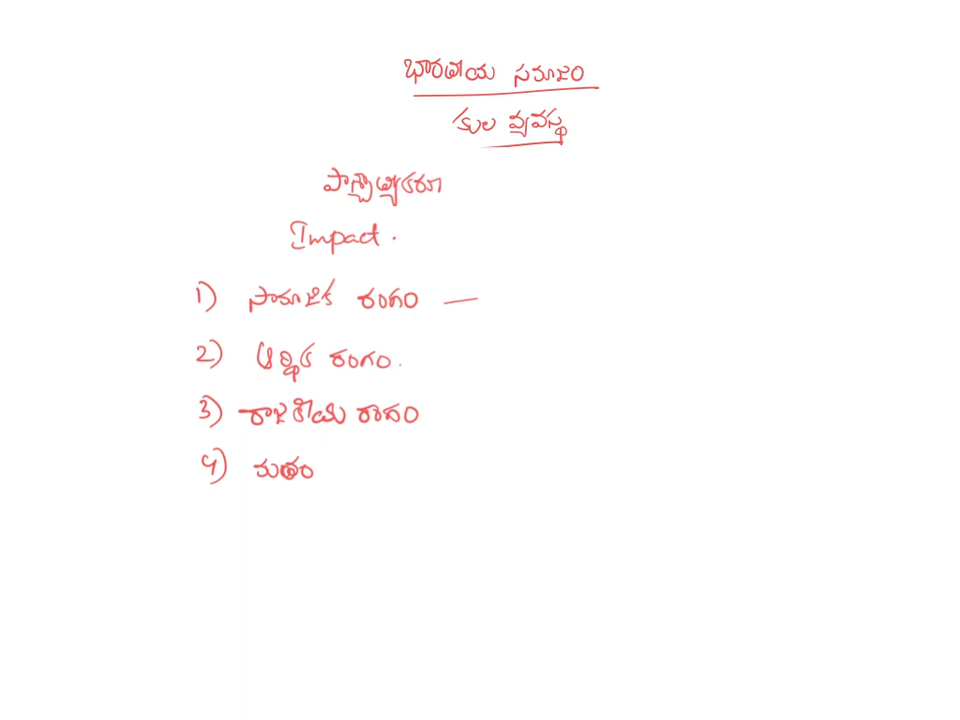 భారతీయ సమాజం
కుల వ్యవస్థ
పాశ్చాత్యీకరణ
Impact.
1) సామాజిక రంగం —
2) ఆర్థిక రంగం.
3) రాజకీయ రంగం
4) మతం